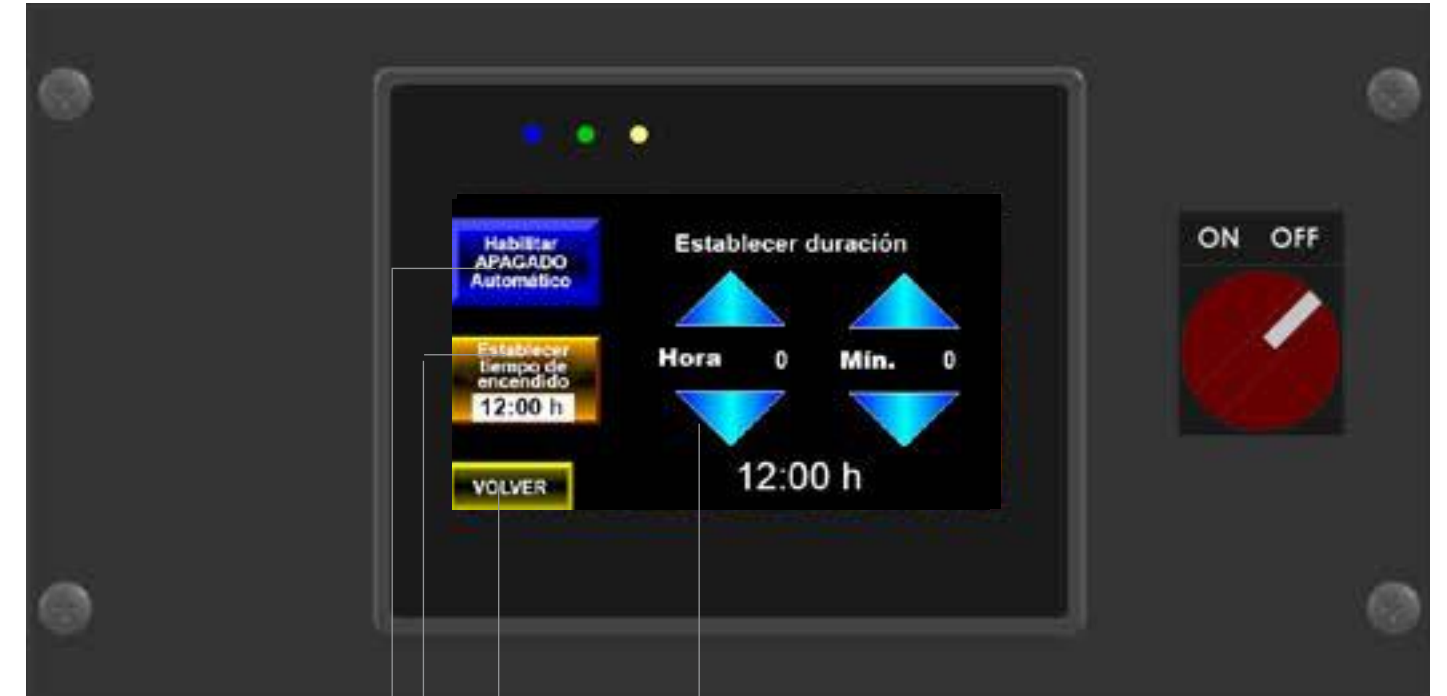 Habilitar
APAGADO
Automático
Establecer duración
ON OFF
Establecer
tiempo de
encendido
12:00 h
Hora 0 Mín. 0
VOLVER
12:00 h